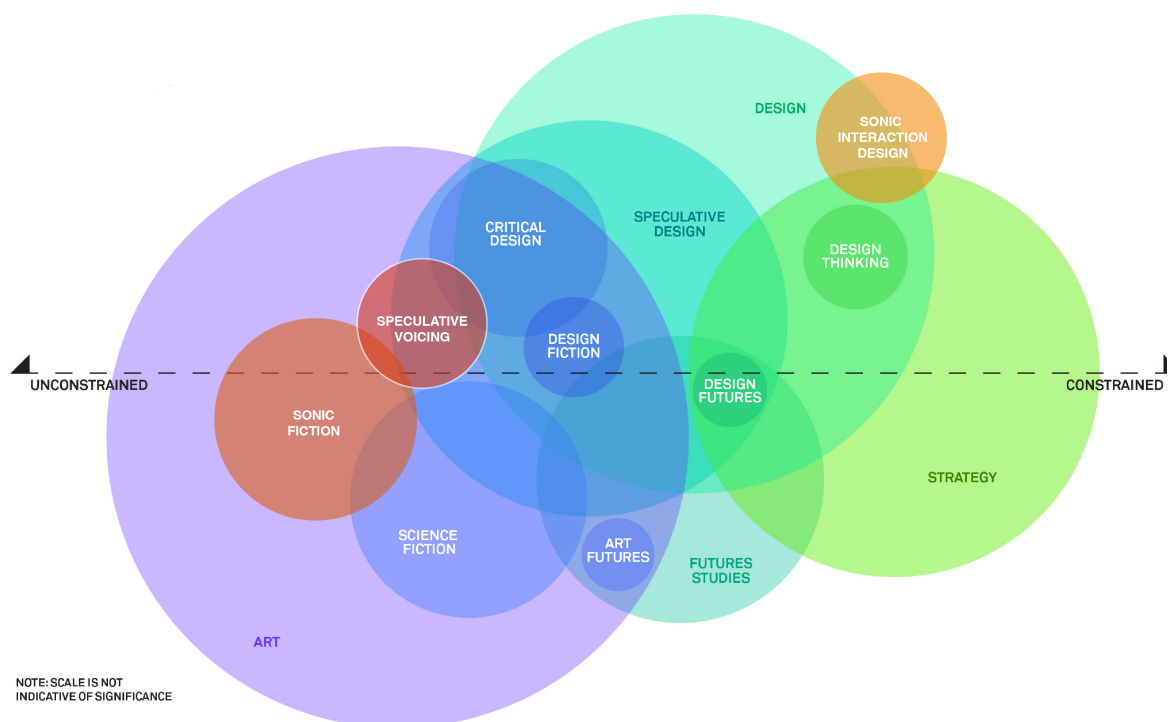 DESIGN
SONIC
INTERACTION
DESIGN
CRITICAL
DESIGN
SPECULATIVE
DESIGN
DESIGN
THINKING
SPECULATIVE
VOICING
DESIGN
FICTION
UNCONSTRAINED
DESIGN
FUTURES
CONSTRAINED
SONIC
FICTION
STRATEGY
SCIENCE
FICTION
ART
FUTURES
FUTURES
STUDIES
ART
NOTE: SCALE IS NOT
INDICATIVE OF SIGNIFICANCE